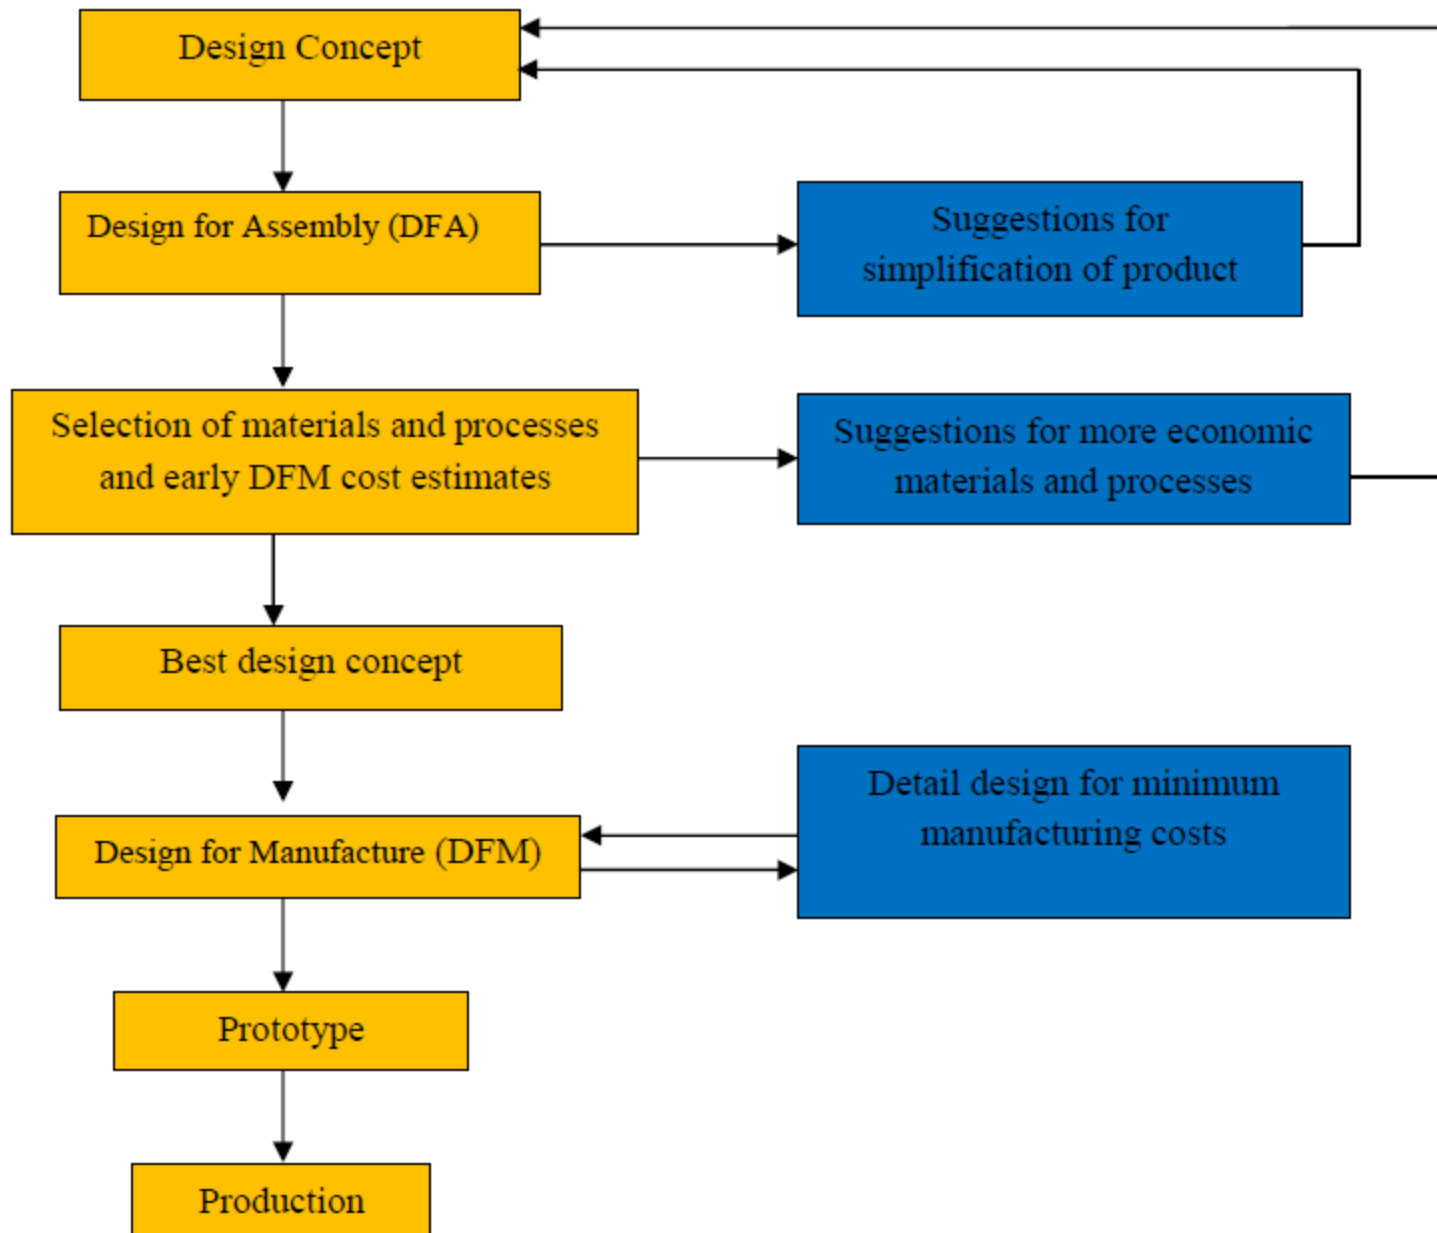 Design Concept
Design for Assembly (DFA)
Suggestions for
simplification of product
Selection of materials and processes
and early DFM cost estimates
Suggestions for more economic
materials and processes
Best design concept
Detail design for minimum
manufacturing costs
Design for Manufacture (DFM)
Prototype
Production